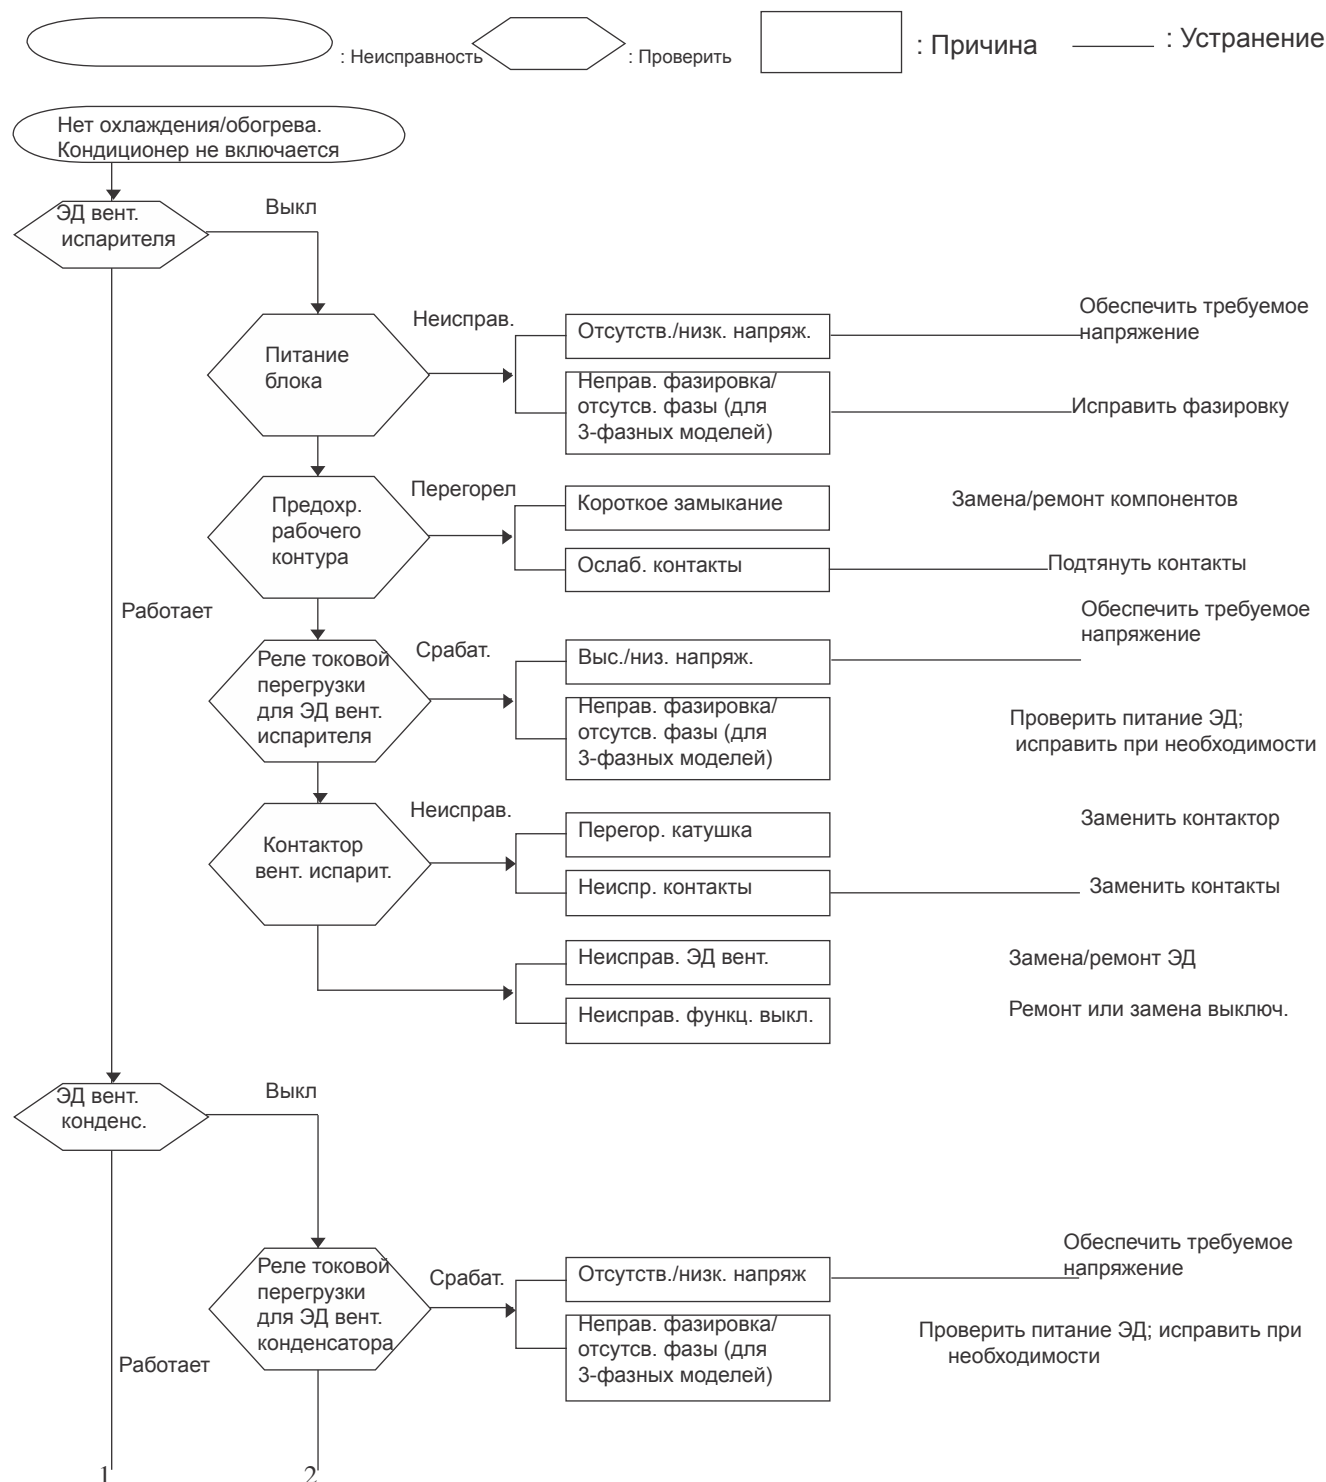 : Неисправность
: Проверить
: Причина
: Устранение
Нет охлаждения/обогрева.
Кондиционер не включается
ЭД вент.
испарителя
Выкл
Питание
блока
Неисправ.
Отсутств./низк. напряж.
Обеспечить требуемое
напряжение
Неправ. фазировка/
отсутсв. фазы (для
3-фазных моделей)
Исправить фазировку
Предохр.
рабочего
контура
Перегорел
Короткое замыкание
Замена/ремонт компонентов
Ослаб. контакты
Подтянуть контакты
Работает
Реле токовой
перегрузки
для ЭД вент.
испарителя
Срабат.
Выс./низ. напряж.
Обеспечить требуемое
напряжение
Неправ. фазировка/
отсутсв. фазы (для
3-фазных моделей)
Проверить питание ЭД;
исправить при необходимости
Контактор
вент. испарит.
Неисправ.
Перегор. катушка
Заменить контактор
Неиспр. контакты
Заменить контакты
Неисправ. ЭД вент.
Замена/ремонт ЭД
Неисправ. функц. выкл.
Ремонт или замена выключ.
ЭД вент.
конденс.
Выкл
Реле токовой
перегрузки
для ЭД вент.
конденсатора
Срабат.
Отсутств./низк. напряж
Обеспечить требуемое
напряжение
Неправ. фазировка/
отсутсв. фазы (для
3-фазных моделей)
Проверить питание ЭД; исправить при
необходимости
Работает
1
2